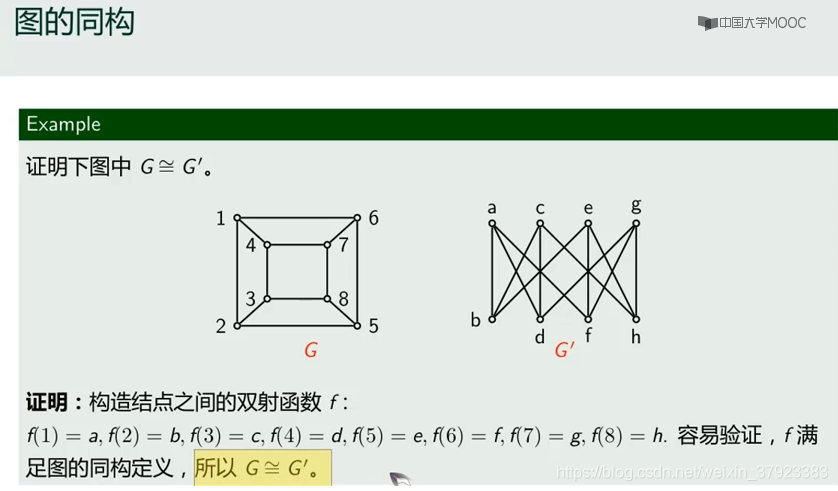 图的同构
中国大学MOOC
Example
证明下图中 G ≅ G′。
a c e g
1 6
4 7
3 8
2 5
b d f h
G G′
证明：构造结点之间的双射函数 f：
f(1) = a, f(2) = b, f(3) = c, f(4) = d, f(5) = e, f(6) = f, f(7) = g, f(8) = h. 容易验证，f 满
足图的同构定义，所以 G ≅ G′。
https://blog.csdn.net/weixin_37923383